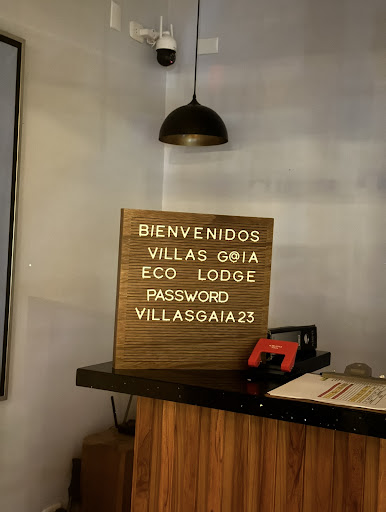 BIENVENIDOS
VILLAS G@IA
ECO LODGE
PASSWORD
VILLASGAIA23